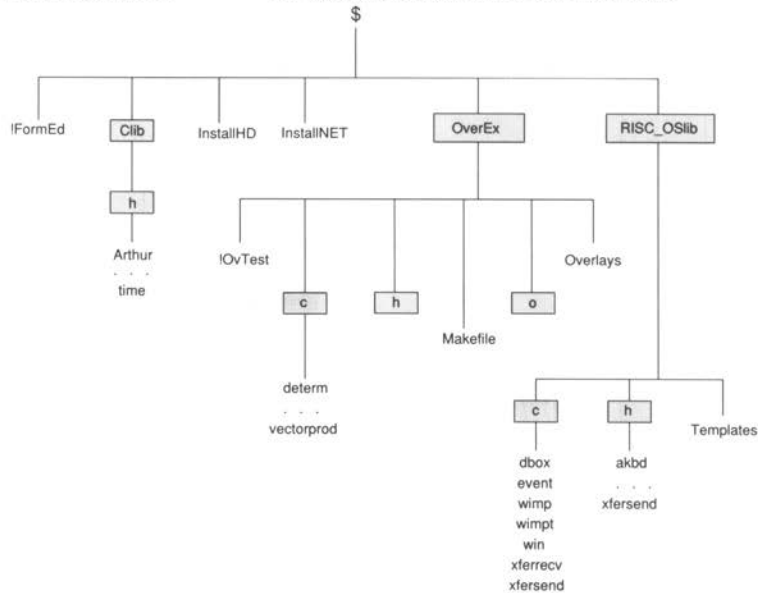 $
!FormEd
Clib
InstallHD
InstallNET
OverEx
RISC_OSlib
h
Arthur
. . .
time
!OvTest
c
h
Makefile
o
Overlays
determ
. . .
vectorprod
c
h
Templates
dbox
event
wimp
wimpt
win
xferrecv
xfersend
akbd
. . .
xfersend